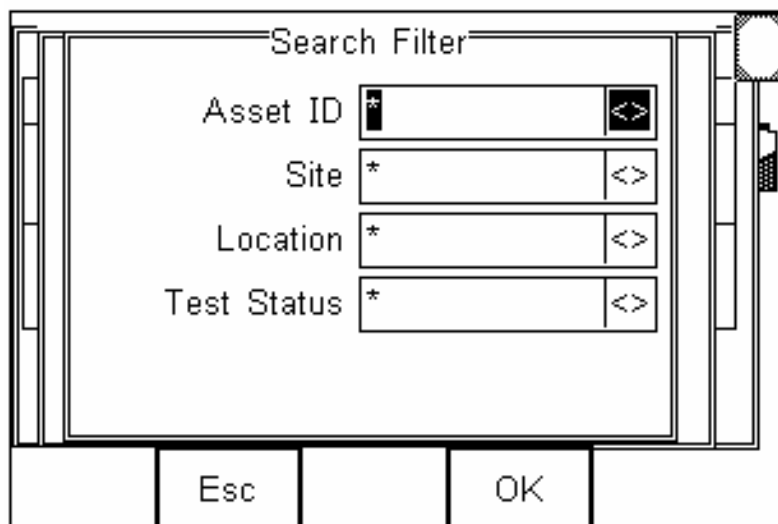 Search Filter
Asset ID * <>
Site * <>
Location * <>
Test Status * <>
Esc OK